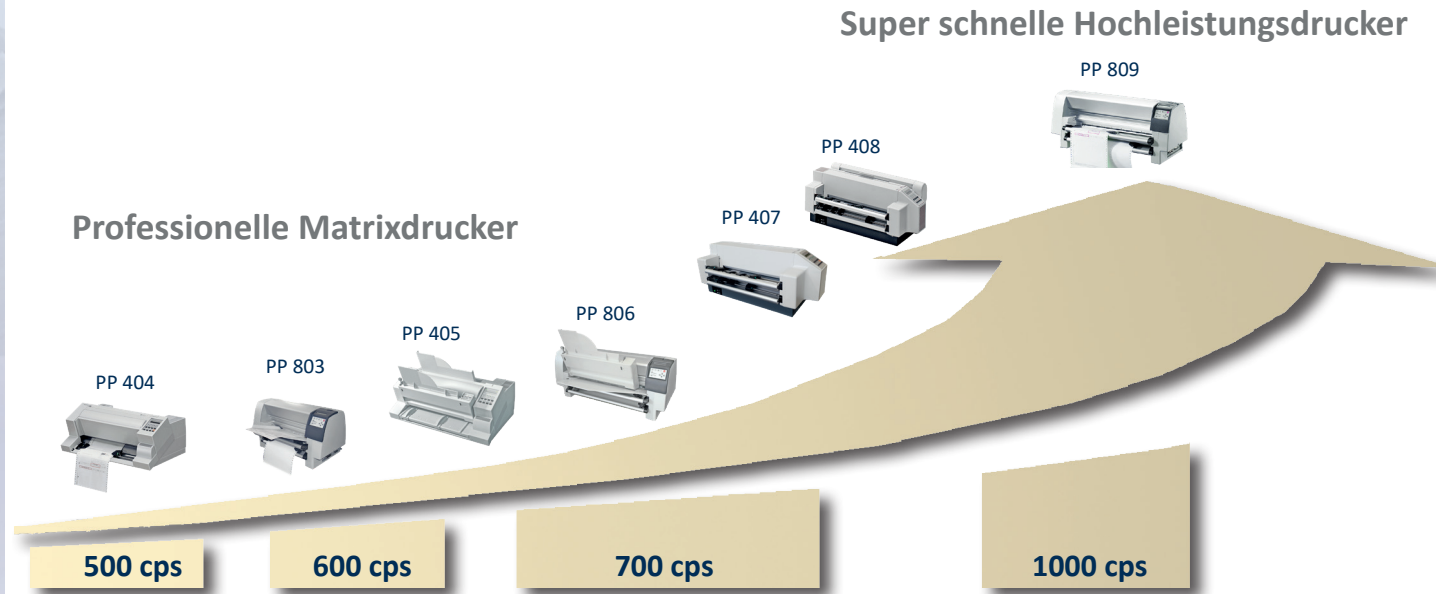 Super schnelle Hochleistungsdrucker
PP 809
PP 408
PP 407
Professionelle Matrixdrucker
PP 806
PP 405
PP 803
PP 404
500 cps
600 cps
700 cps
1000 cps